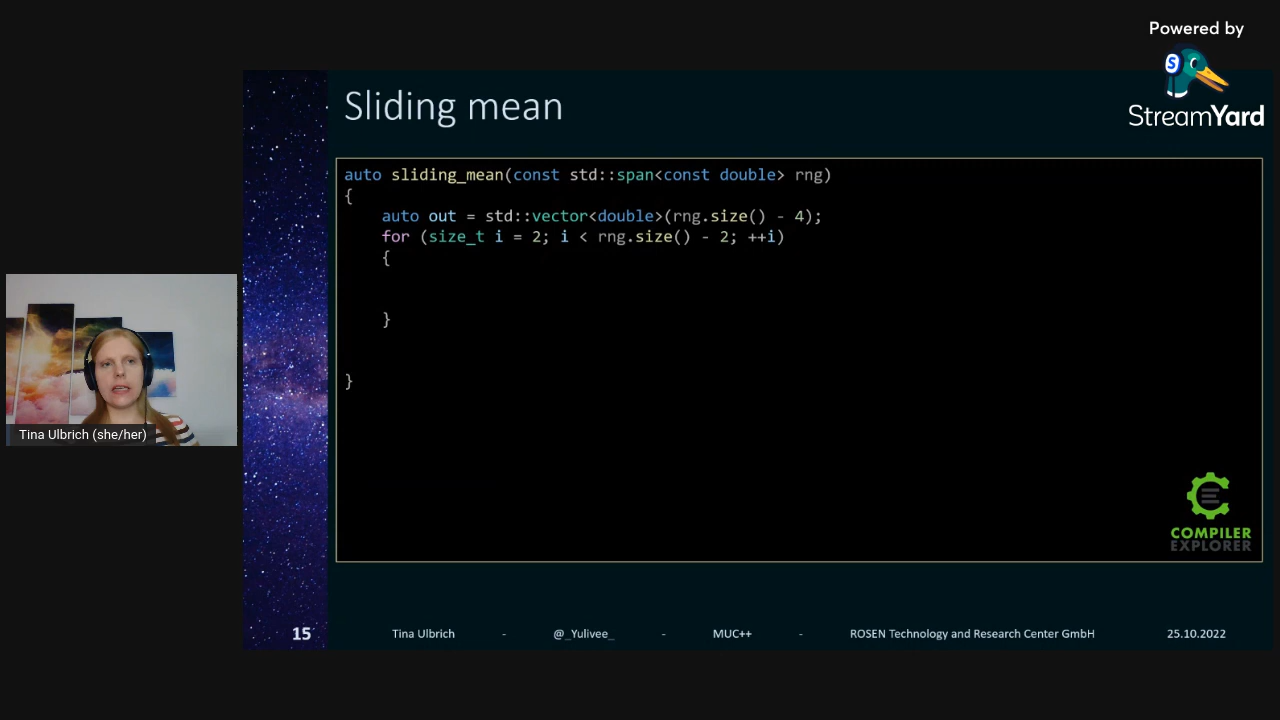 Powered by
S
StreamYard
Sliding mean
auto sliding_mean(const std::span<const double> rng)
{
    auto out = std::vector<double>(rng.size() - 4);
    for (size_t i = 2; i < rng.size() - 2; ++i)
    {
    }
}
Tina Ulbrich (she/her)
COMPILER
EXPLORER
15 Tina Ulbrich - @_Yulivee_ - MUC++ - ROSEN Technology and Research Center GmbH 25.10.2022